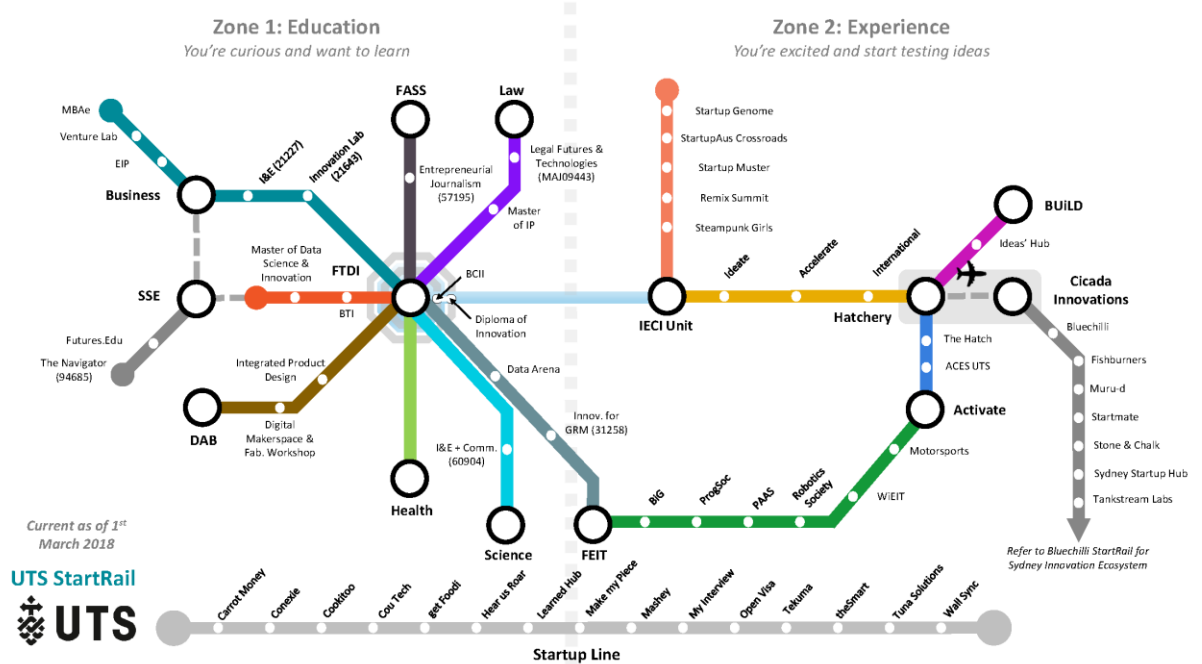 Zone 1: Education
You're curious and want to learn
Zone 2: Experience
You're excited and start testing ideas
MBAe
Venture Lab
EIP
Business
I&E (21227)
Innovation Lab
(21643)
FASS
Law
Entrepreneurial
Journalism
(57195)
Legal Futures &
Technologies
(MAJ09443)
Master
of IP
Master of Data
Science &
Innovation
FTDI
BTI
BCII
Diploma of
Innovation
SSE
Futures.Edu
The Navigator
(94685)
Integrated Product
Design
DAB
Digital
Makerspace &
Fab. Workshop
Data Arena
Innov. for
GRM (31258)
I&E + Comm.
(60904)
Health
Science
FEIT
Startup Genome
StartupAus Crossroads
Startup Muster
Remix Summit
Steampunk Girls
IECI Unit
Ideate
Accelerate
International
Hatchery
BUiLD
Ideas' Hub
Cicada
Innovations
The Hatch
ACES UTS
Activate
Motorsports
WiEIT
BiG
ProgSoc
PAAS
Robotics
Society
Bluechilli
Fishburners
Muru-d
Startmate
Stone & Chalk
Sydney Startup Hub
Tankstream Labs
Refer to Bluechilli StartRail for
Sydney Innovation Ecosystem
Current as of 1st
March 2018
UTS StartRail
UTS
Carrot Money
Conexie
Cookitoo
Cou Tech
get Foodi
Hear us Roar
Learned Hub
Make my Piece
Mashey
My Interview
Open Visa
Tekuma
theSmart
Tuna Solutions
Wall Sync
Startup Line